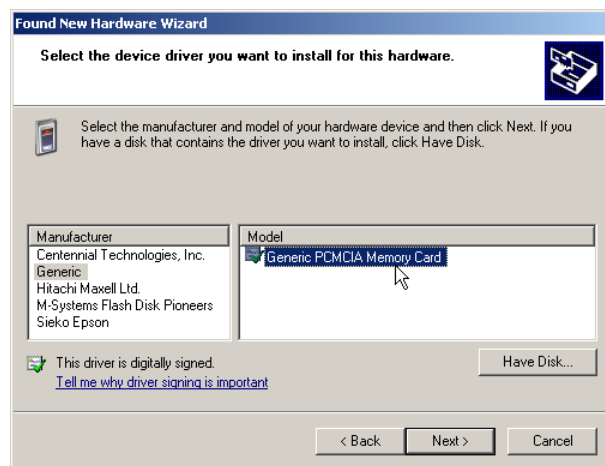 Found New Hardware Wizard
Select the device driver you want to install for this hardware.
Select the manufacturer and model of your hardware device and then click Next. If you
have a disk that contains the driver you want to install, click Have Disk.
Manufacturer
Centennial Technologies, Inc.
Generic
Hitachi Maxell Ltd.
M-Systems Flash Disk Pioneers
Sieko Epson
Model
Generic PCMCIA Memory Card
This driver is digitally signed.
Tell me why driver signing is important
Have Disk...
< Back
Next >
Cancel